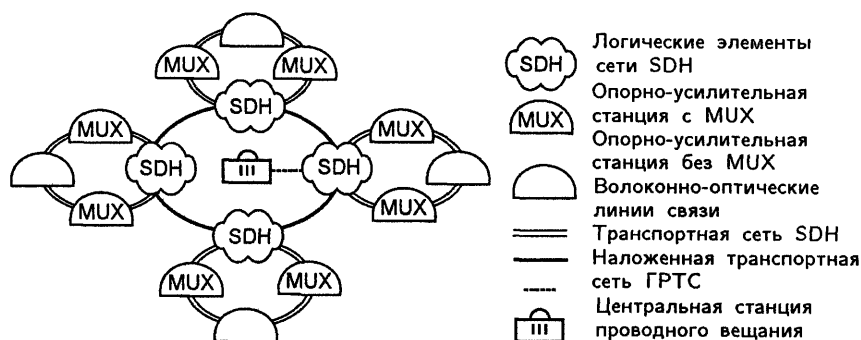 MUX
MUX
SDH
MUX
MUX
SDH
SDH
MUX
MUX
SDH
MUX
MUX
SDH
Логические элементы
сети SDH
MUX
Опорно-усилительная
станция с MUX
Опорно-усилительная
станция без MUX
Волоконно-оптические
линии связи
Транспортная сеть SDH
Наложенная транспортная
сеть ГРТС
Центральная станция
проводного вещания